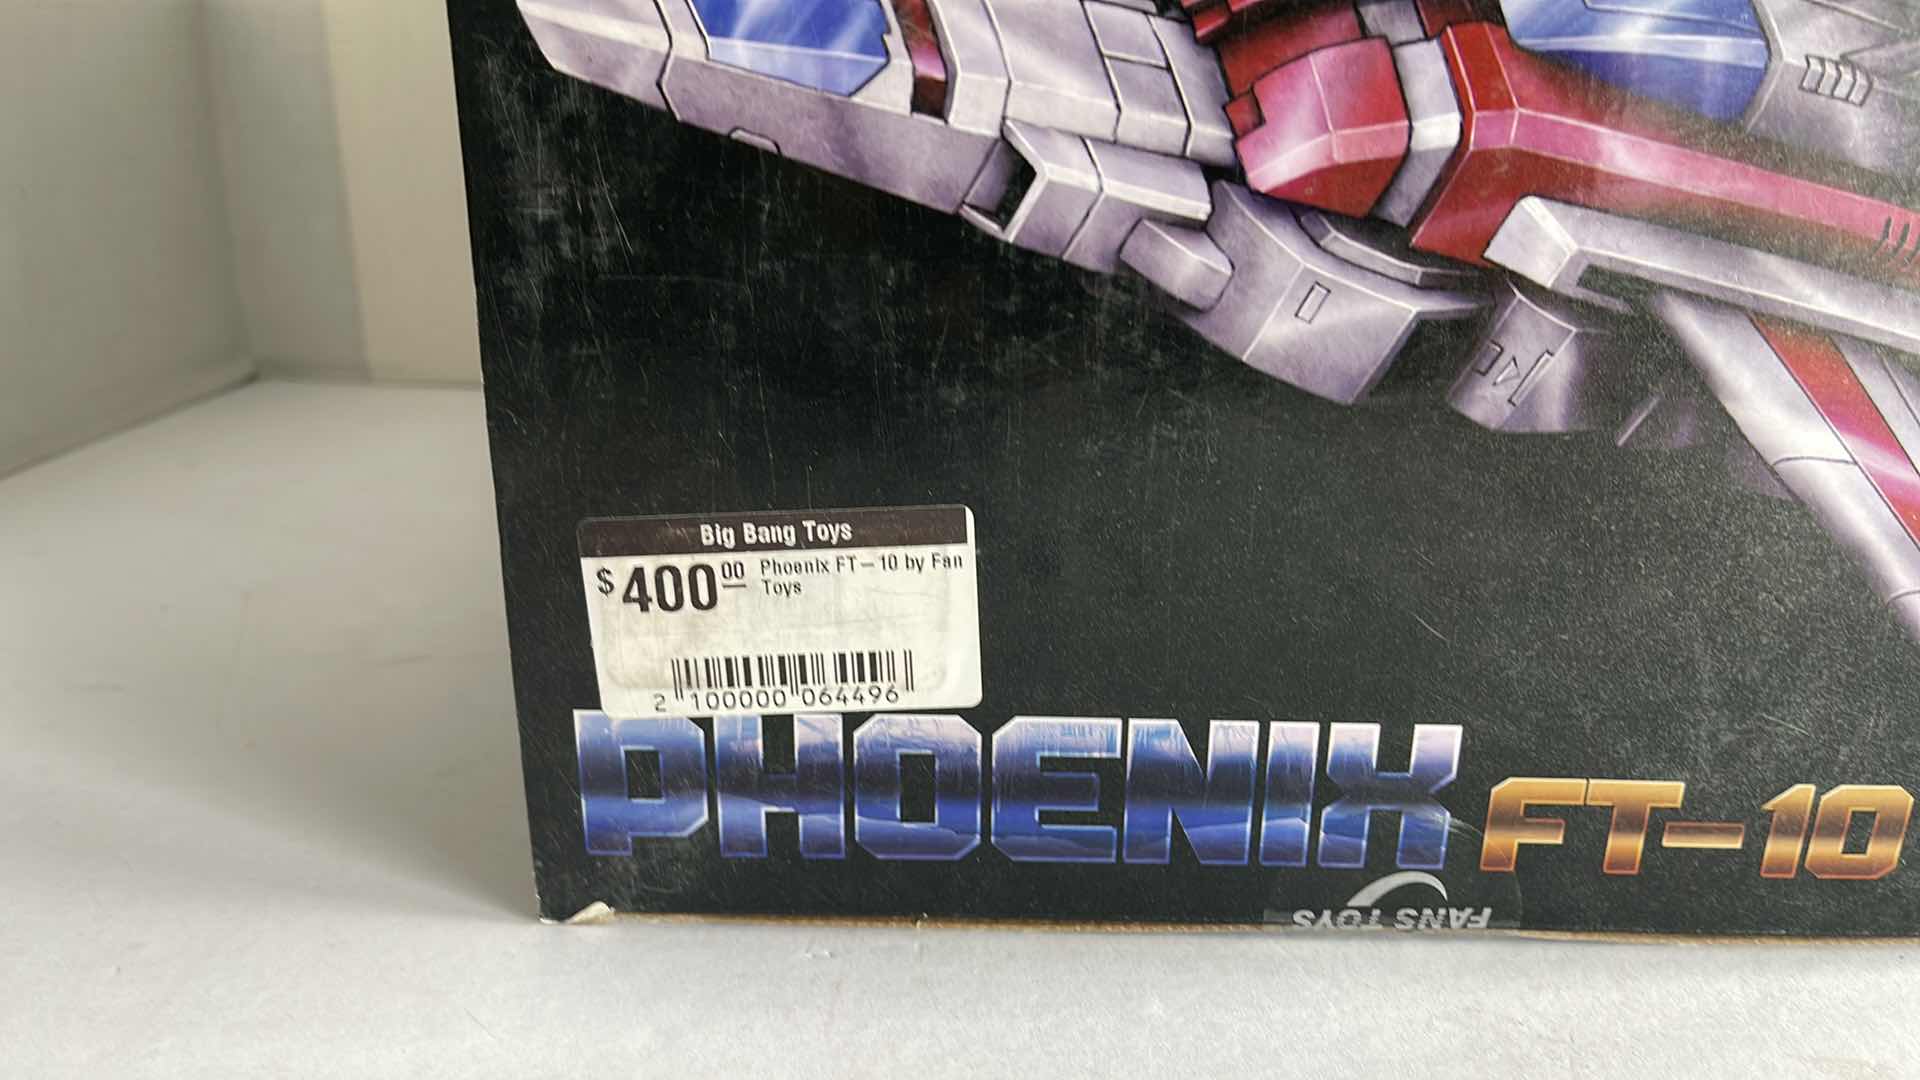 Big Bang Toys
$400 00 Phoenix FT-10 by Fan
Toys
2 100000 064496
PHOENIX FT-10
FANS TOYS